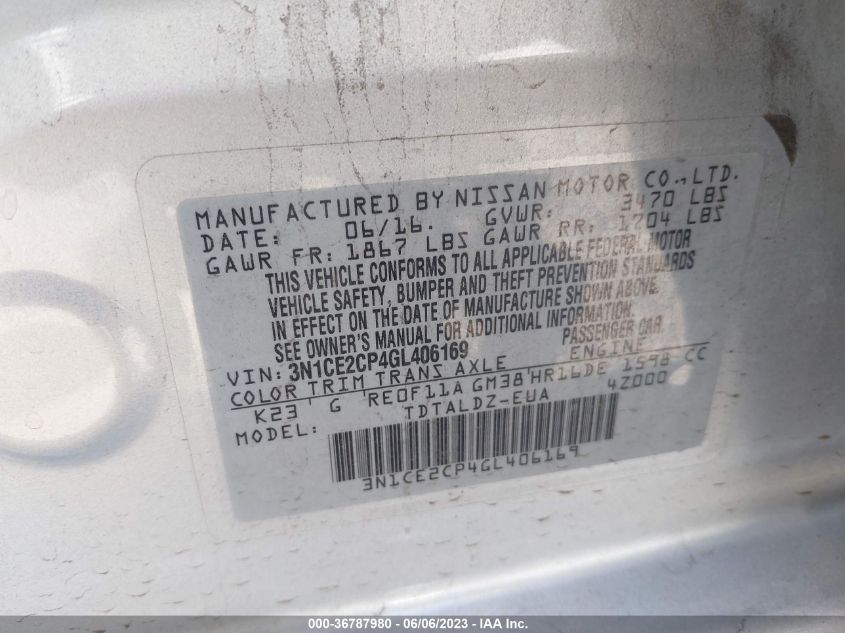 MANUFACTURED BY NISSAN MOTOR CO., LTD.
DATE: 06/16. GVWR: 3470 LBS
GAWR FR: 1867 LBS GAWR RR: 1704 LBS
THIS VEHICLE CONFORMS TO ALL APPLICABLE FEDERAL MOTOR
VEHICLE SAFETY, BUMPER AND THEFT PREVENTION STANDARDS
IN EFFECT ON THE DATE OF MANUFACTURE SHOWN ABOVE.
SEE OWNER'S MANUAL FOR ADDITIONAL INFORMATION.
VIN: 3N1CE2CP4GL406169 PASSENGER CAR
COLOR TRIM TRANS AXLE ENGINE
K23 G RE0F11A GM38 HR16DE 1598 CC
MODEL: TDTALDZ-EUA 4Z000
3N1CE2CP4GL406169
000-36787980 - 06/06/2023 - IAAI.com